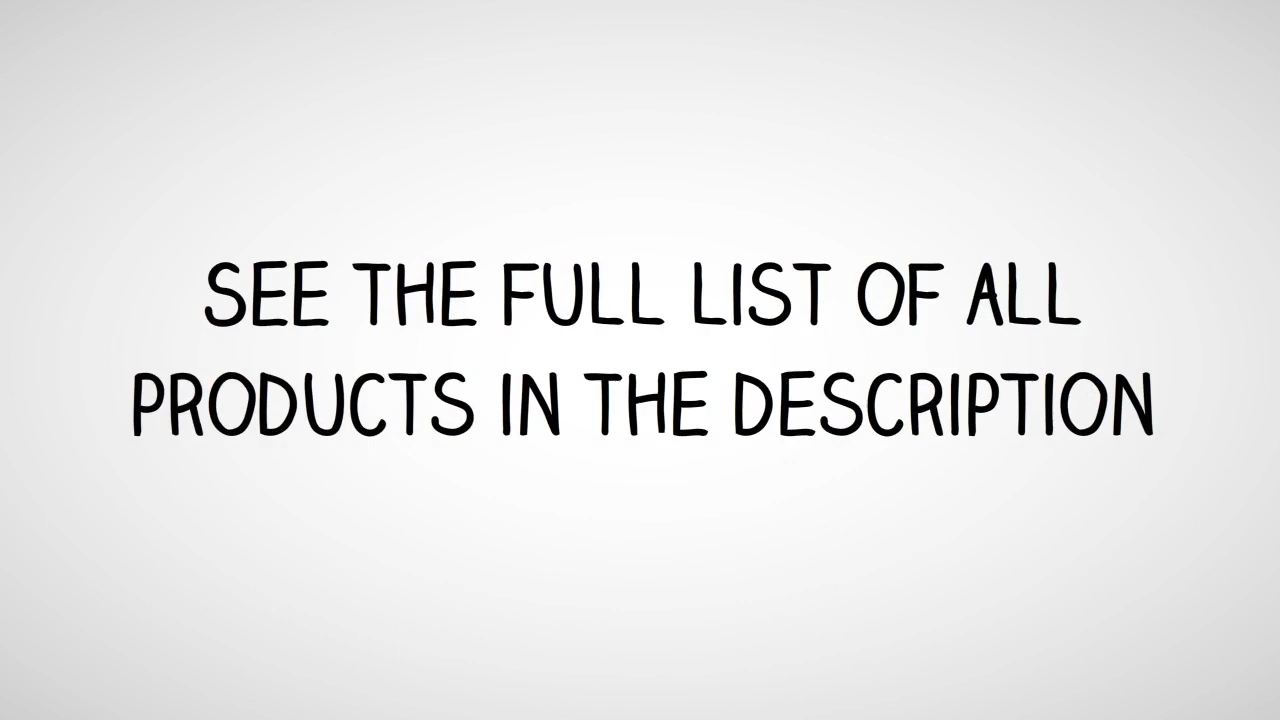 SEE THE FULL LIST OF ALL
PRODUCTS IN THE DESCRIPTION